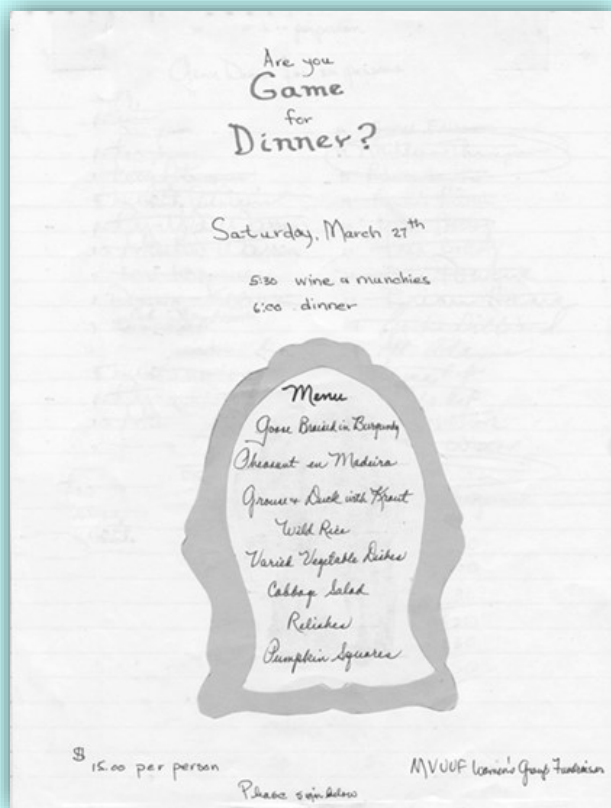 Are you
Game
for
Dinner?
Saturday, March 27th
5:30 wine & munchies
6:00 dinner
Menu
Goose Braised in Burgundy
Pheasant en Madeira
Grouse & Duck with Kraut
Wild Rice
Varied Vegetable Dishes
Cabbage Salad
Relishes
Pumpkin Squares
$15.00 per person
MVUUF Women's Group Fundraiser
Please sign below